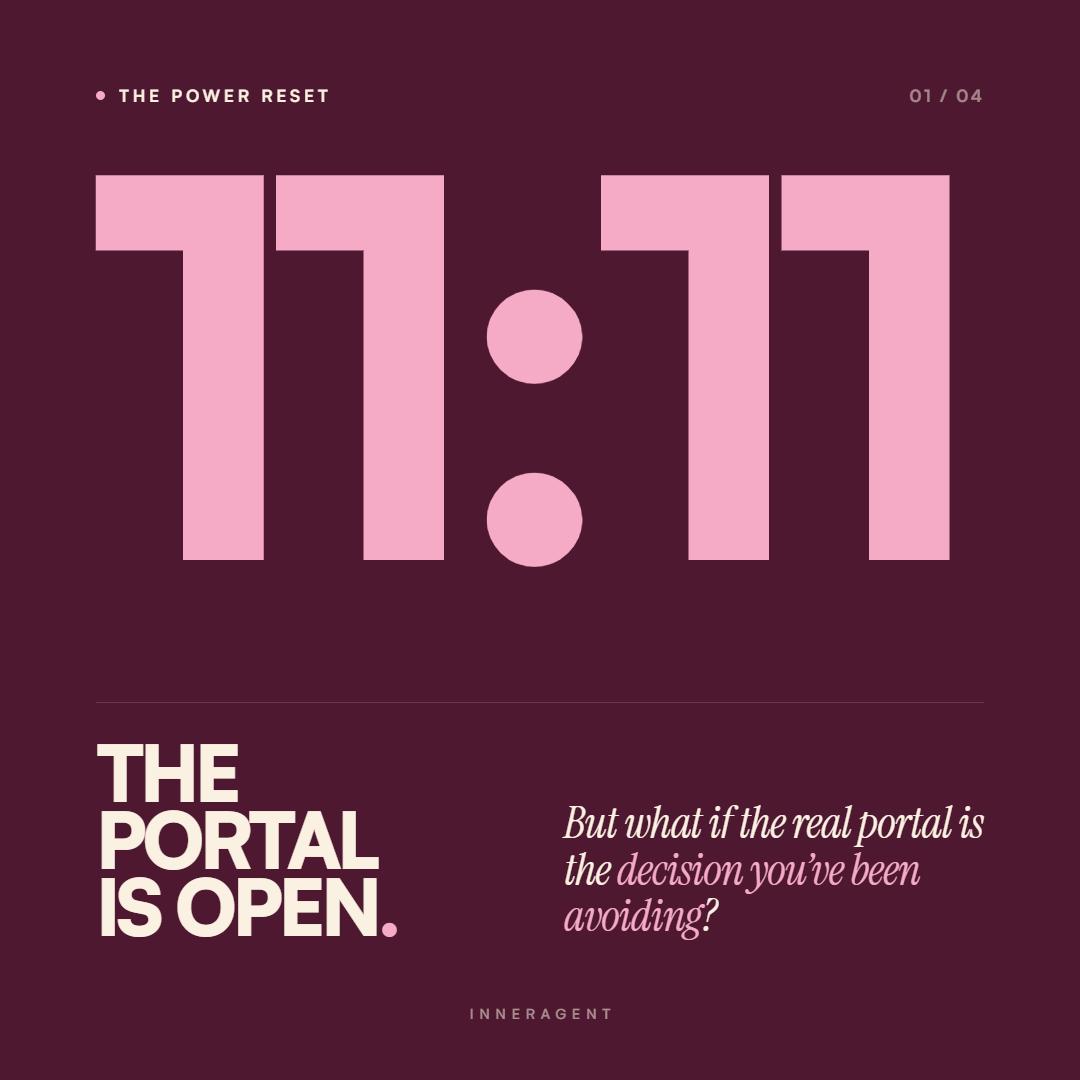 THE POWER RESET
01 / 04
11:11
THE
PORTAL
IS OPEN.
But what if the real portal is
the decision you’ve been
avoiding?
INNERAGENT